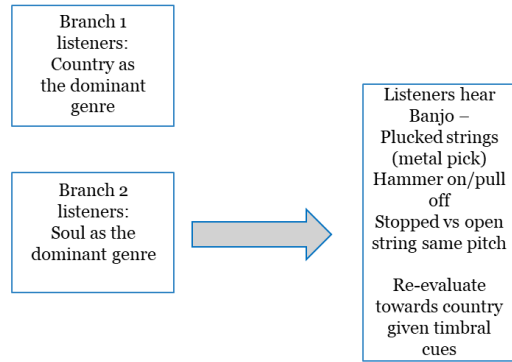 Branch 1
listeners:
Country as
the dominant
genre
Branch 2
listeners:
Soul as the
dominant genre
Listeners hear
Banjo –
Plucked strings
(metal pick)
Hammer on/pull
off
Stopped vs open
string same pitch
Re-evaluate
towards country
given timbral
cues